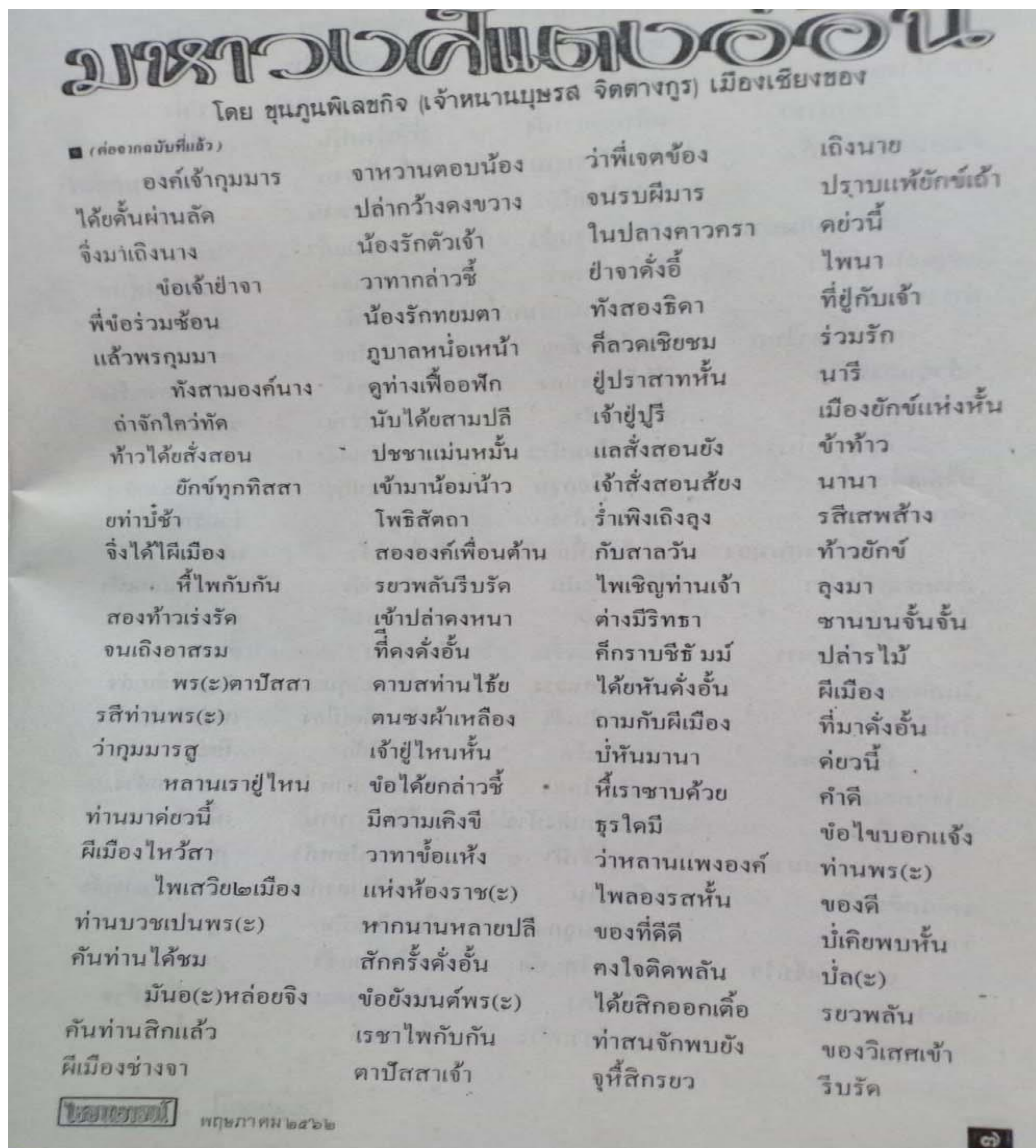 มหาวงศ์แตงอ่อน
โดย ขุนภูนพิเลขกิจ (เจ้าหนานบุษรส จิตตางกูร) เมืองเชียงของ
(ต่อจากฉบับที่แล้ว)
องค์เจ้ากุมมาร จาหวานตอบน้อง ว่าพี่เจตข้อง เถิงนาย
ได้ยคั้นผ่านลัด ปล่ากว้างดงขวาง จนรบผีมาร ปราบแพ้ยักข์เถ้า
จิ่งมาเถิงนาง น้องรักตัวเจ้า ในปลางคาวครา ดย่วนี้
ขํอเจ้าย่าจา วาทากล่าวชี้ ย่าจาดั่งอี้ ไพนา
พี่ขํอร่วมซ้อน น้องรักทยมตา ทังสองธิดา ที่ยู่กับเจ้า
แล้วพรกุมมา ภูบาลหน่อเหน้า คีลวดเชิยชม ร่วมรัก
ทังสามองค์นาง ดูท่างเฟื้ออฟัก ยู่ปราสาทหั้น นารี
ถ่าจักใคว่ทัด นับได้ยสามปลี เจ้ายู่ปูรี เมืองยักข์แห่งหั้น
ท้าวได้ยสั่งสอน ปชชาแม่นหมั้น แลสั่งสอนยัง ข้าท้าว
ยักข์ทุกทิสสา เข้ามาน้อมน้าว เจ้าสั่งสอนส้ยง นานา
ยท่าบํ่ช้า โพธิสัตถา ร่ำเพิงเถิงลุง รสีเสพส้าง
จิ่งได้ไผีเมือง สององค์เพื่อนต้าน กับสาลวัน ท้าวยักข์
หื้ไพกับกัน รยวพลันรีบรัด ไพเชิญท่านเจ้า ลุงมา
สองท้าวเร่งรัด เข้าปล่าดงหนา ต่างมีริทธา ซานบนจั้นจั้น
จนเถิงอาสรม ที่ดงดั่งอั้น คีกราบชีธัมม์ ปล่ารไม้
พร(ะ)ตาปัสสา ดาบสท่านไธ้ย ได้ยหันดั่งอั้น ผีเมือง
รสีท่านพร(ะ) ตนซงผ้าเหลือง ถามกับผีเมือง ที่มาดั่งอั้น
ว่ากุมมารสู เจ้ายู่ไหนหั้น บํ่หันมานา ค่ยวนี้
หลานเรายู่ไหน ขํอได้ยกล่าวชี้ หื้เราซาบด้วย คำดี
ท่านมาค่ยวนี้ มีความเคิงขี ธุรใดมี ขํอไขบอกแจ้ง
ผีเมืองไหว้สา วาทาข้อแห้ง ว่าหลานแพงองค์ ท่านพร(ะ)
ไพเสวิย๒เมือง แห่งห้องราช(ะ) ไพลองรสหั้น ของดี
ท่านบวชเปนพร(ะ) หากนานหลายปลี ของที่ดีดี บํ่เคิยพบหั้น
คันท่านได้ชม สักครั้งดั่งอั้น คงใจติดพลัน บํ่ล(ะ)
มันอ(ะ)หล่อยจิง ขํอยังมนต์พร(ะ) ได้ยสิกออกเติ้อ รยวพลัน
คันท่านสิกแล้ว เรชาไพกับกัน ท่าสนจักพบยัง ของวิเสศเข้า
ผีเมืองช่างจา ตาปัสสาเจ้า จุหื้สิกรยว รีบรัด
พฤษภาคม ๒๕๖๒
๗